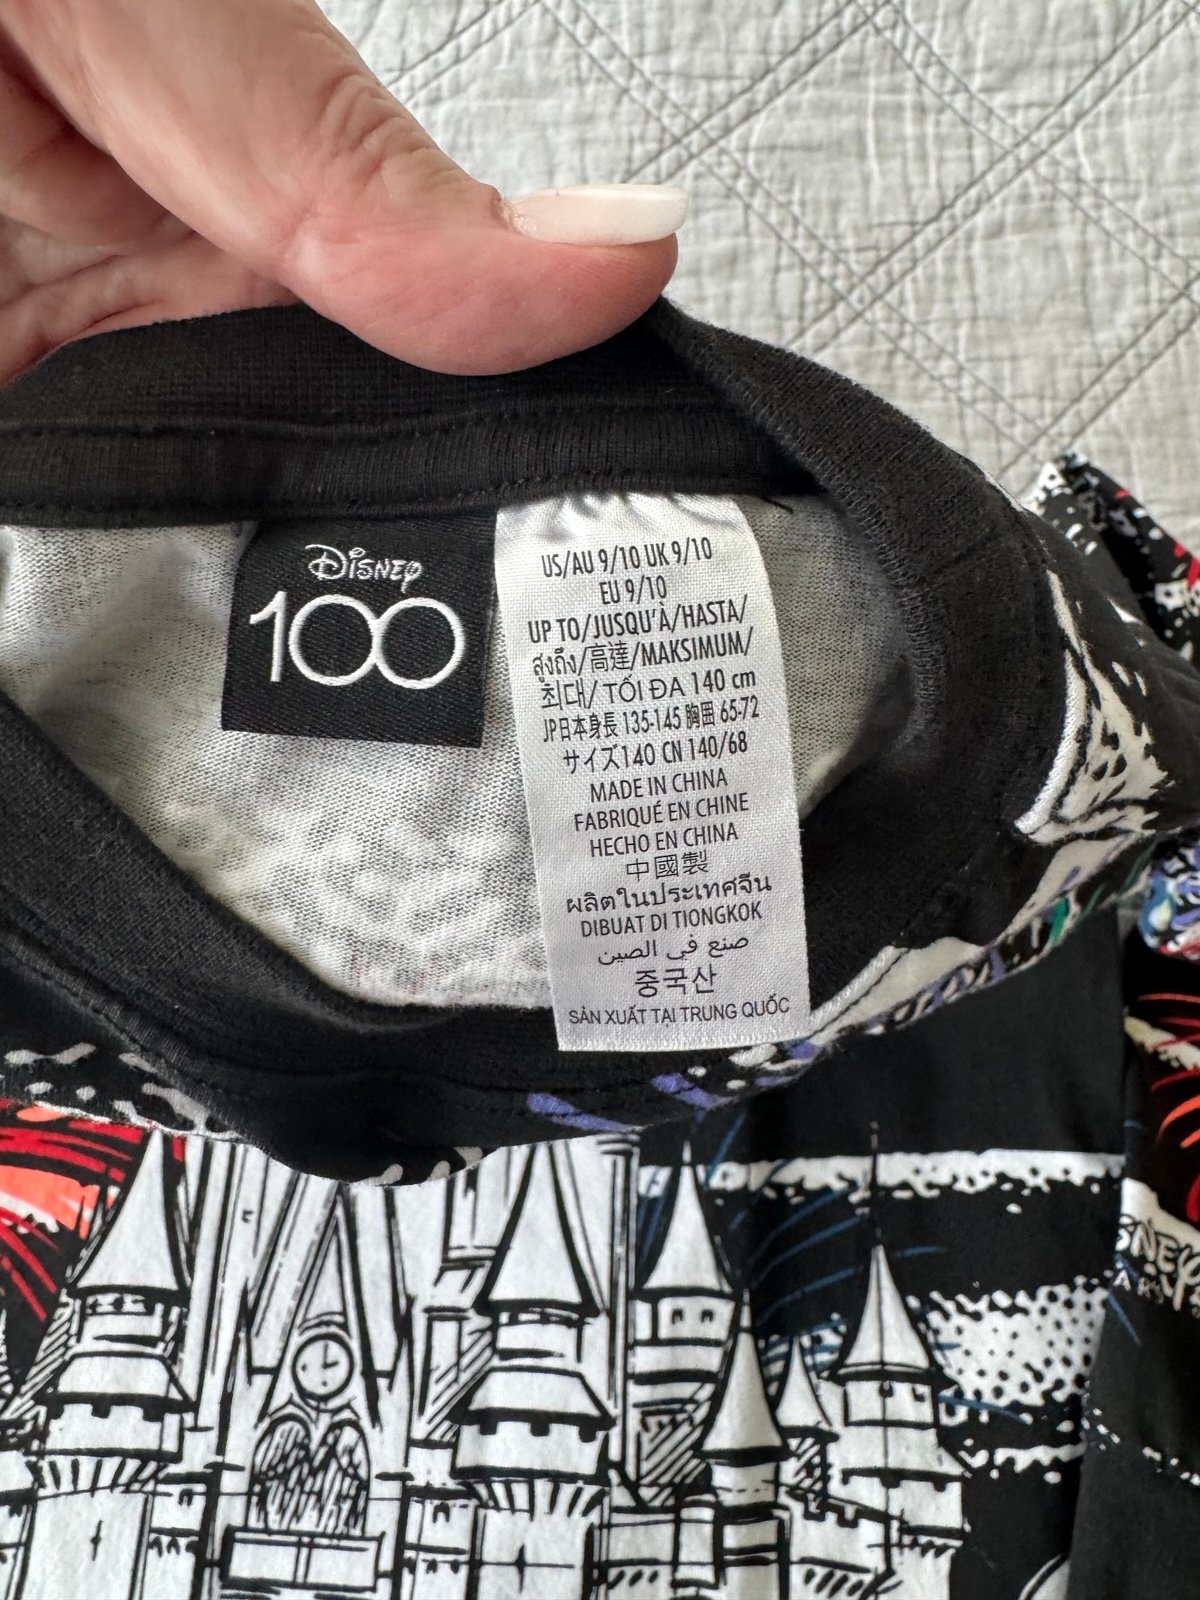 Disney
100
US/AU 9/10 UK 9/10
EU 9/10
UP TO/JUSQU'À/HASTA/
สูงถึง/高達/MAKSIMUM/
최대/TỐI ĐA 140 cm
JP日本身長 135-145 胸囲 65-72
サイズ140 CN 140/68
MADE IN CHINA
FABRIQUÉ EN CHINE
HECHO EN CHINA
中國製
ผลิตในประเทศจีน
DIBUAT DI TIONGKOK
صنع في الصين
중국산
SẢN XUẤT TẠI TRUNG QUỐC